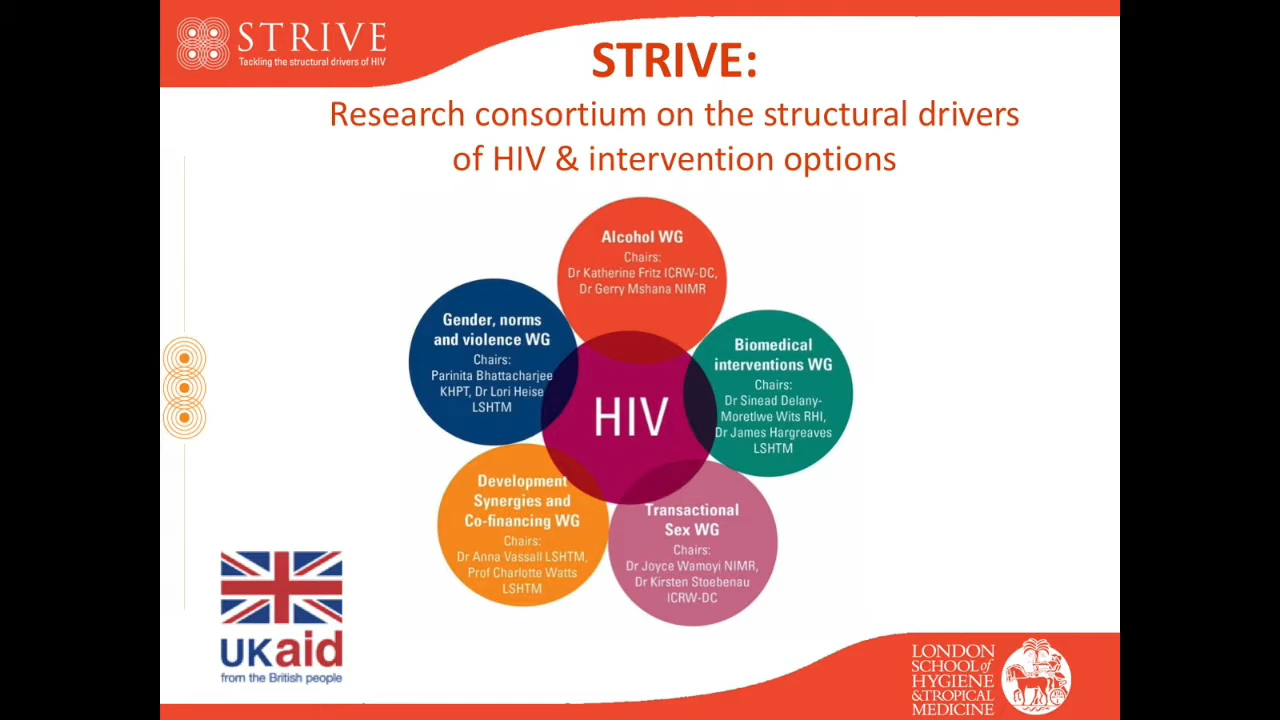 STRIVE
Tackling the structural drivers of HIV
STRIVE:
Research consortium on the structural drivers
of HIV & intervention options
Alcohol WG
Chairs:
Dr Katherine Fritz ICRW-DC,
Dr Gerry Mshana NIMR
Gender, norms
and violence WG
Chairs:
Parinita Bhattacharjee
KHPT, Dr Lori Heise
LSHTM
Biomedical
interventions WG
Chairs:
Dr Sinead Delany-
Moretlwe Wits RHI,
Dr James Hargreaves
LSHTM
HIV
Development
Synergies and
Co-financing WG
Chairs:
Dr Anna Vassall LSHTM,
Prof Charlotte Watts
LSHTM
Transactional
Sex WG
Chairs:
Dr Joyce Wamoyi NIMR,
Dr Kirsten Stoebenau
ICRW-DC
UKaid
from the British people
LONDON
SCHOOL of
HYGIENE
& TROPICAL
MEDICINE